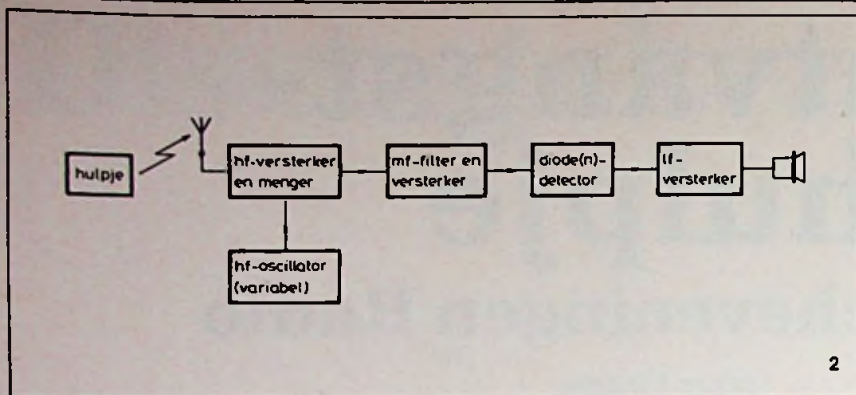 hulpje
hf-versterker
en menger
mf-filter en
versterker
diode(n)-
detector
lf-
versterker
hf-oscillator
(variabel)
2